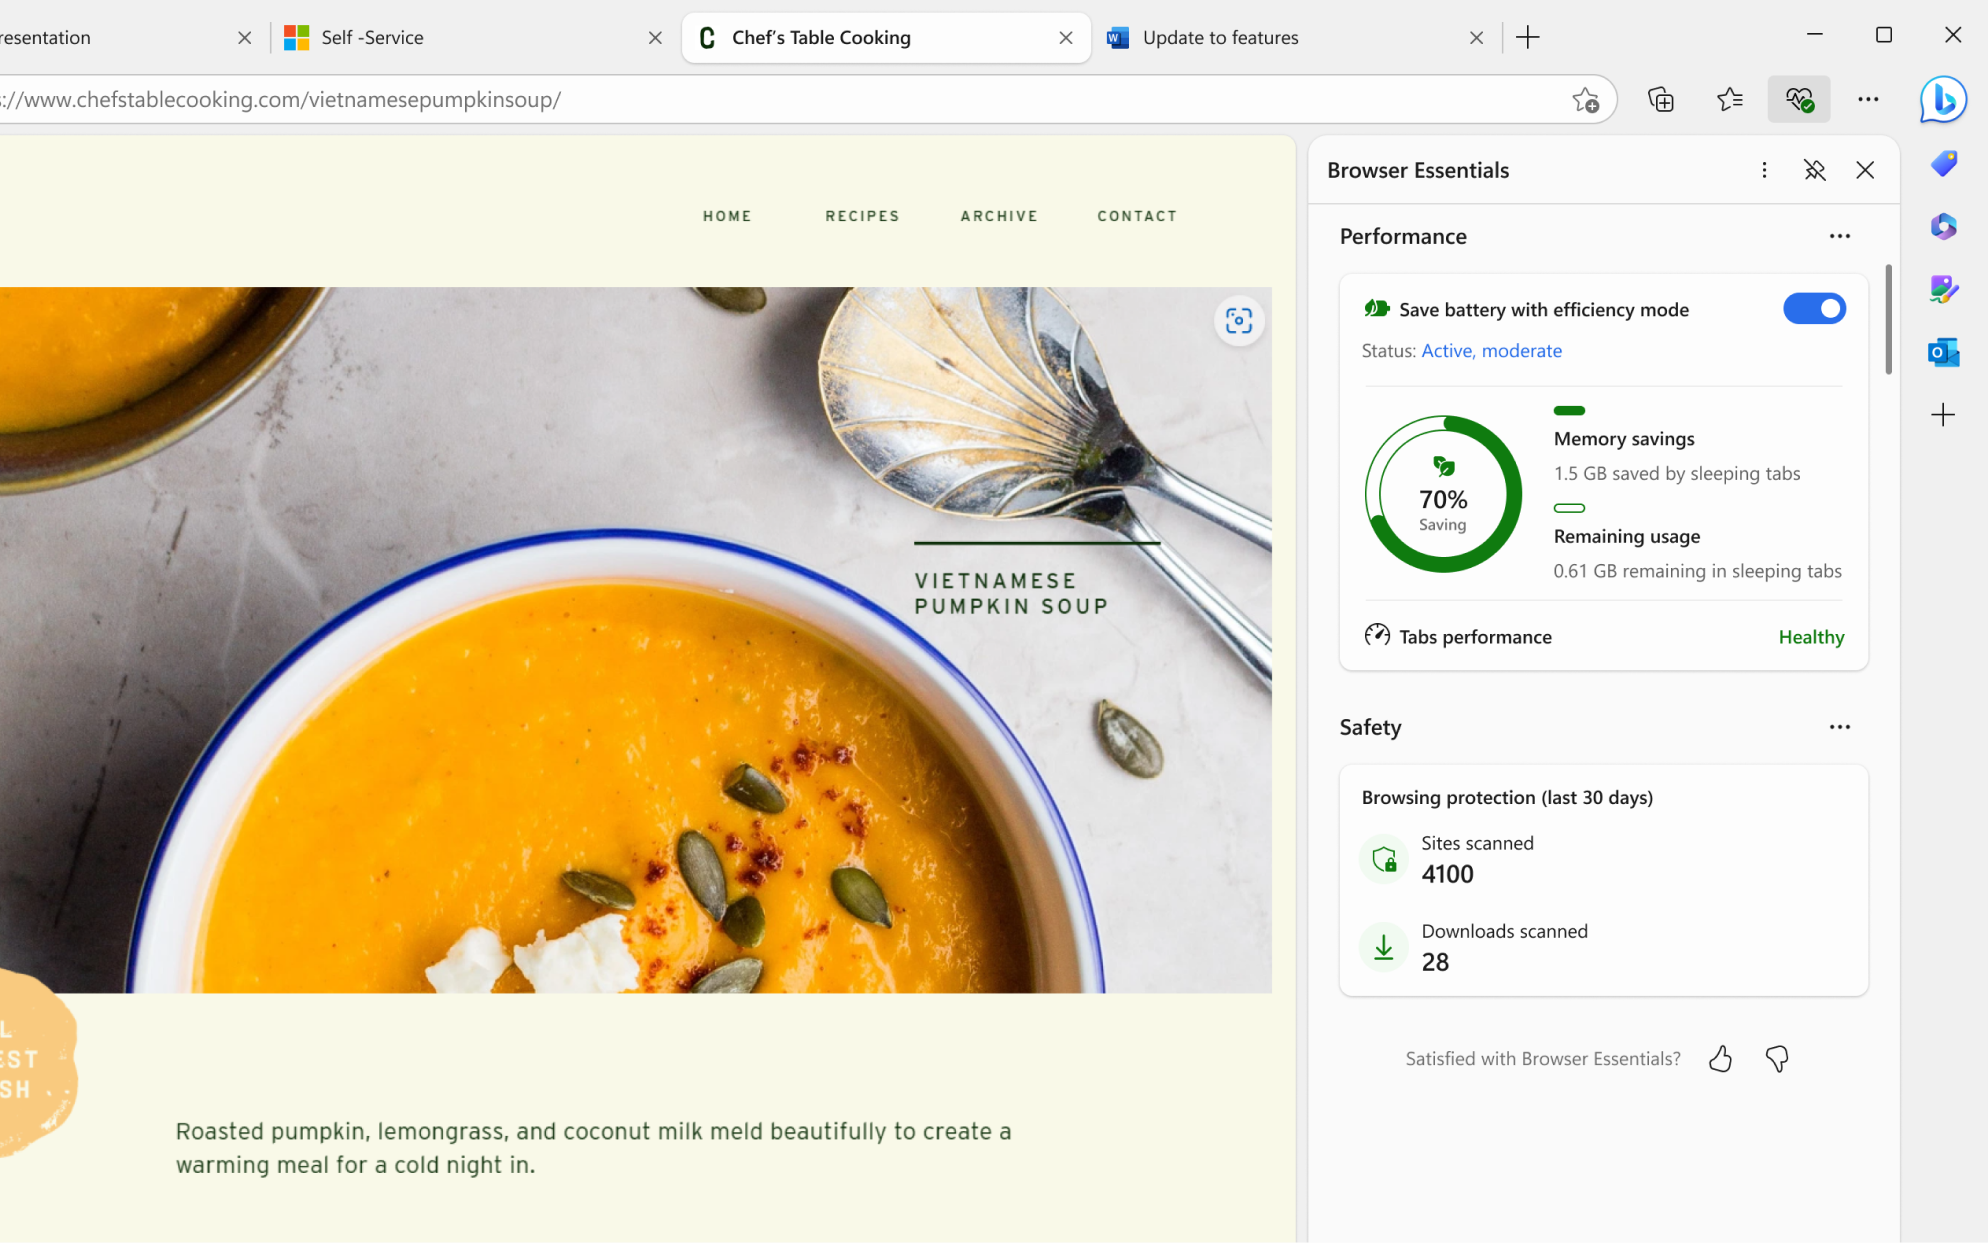 resentation
Self -Service
Chef's Table Cooking
Update to features
://www.chefstablecooking.com/vietnamesepumpkinsoup/
HOME
RECIPES
ARCHIVE
CONTACT
VIETNAMESE
PUMPKIN SOUP
L
EST
SH
Roasted pumpkin, lemongrass, and coconut milk meld beautifully to create a
warming meal for a cold night in.
Browser Essentials
Performance
Save battery with efficiency mode
Status: Active, moderate
70%
Saving
Memory savings
1.5 GB saved by sleeping tabs
Remaining usage
0.61 GB remaining in sleeping tabs
Tabs performance
Healthy
Safety
Browsing protection (last 30 days)
Sites scanned
4100
Downloads scanned
28
Satisfied with Browser Essentials?